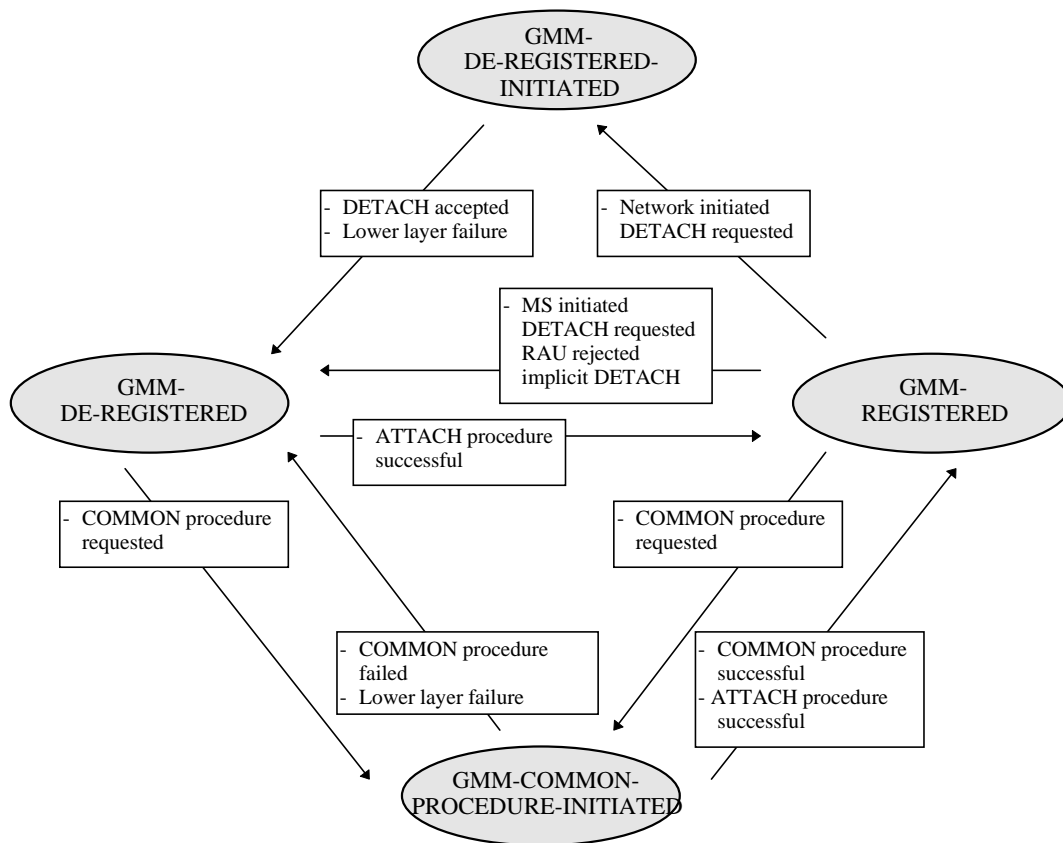 GMM-
DE-REGISTERED-
INITIATED
- DETACH accepted
- Lower layer failure
- Network initiated
DETACH requested
- MS initiated
DETACH requested
RAU rejected
implicit DETACH
GMM-
DE-REGISTERED
GMM-
REGISTERED
- ATTACH procedure
successful
- COMMON procedure
requested
- COMMON procedure
requested
- COMMON procedure
failed
- Lower layer failure
- COMMON procedure
successful
- ATTACH procedure
successful
GMM-COMMON-
PROCEDURE-INITIATED